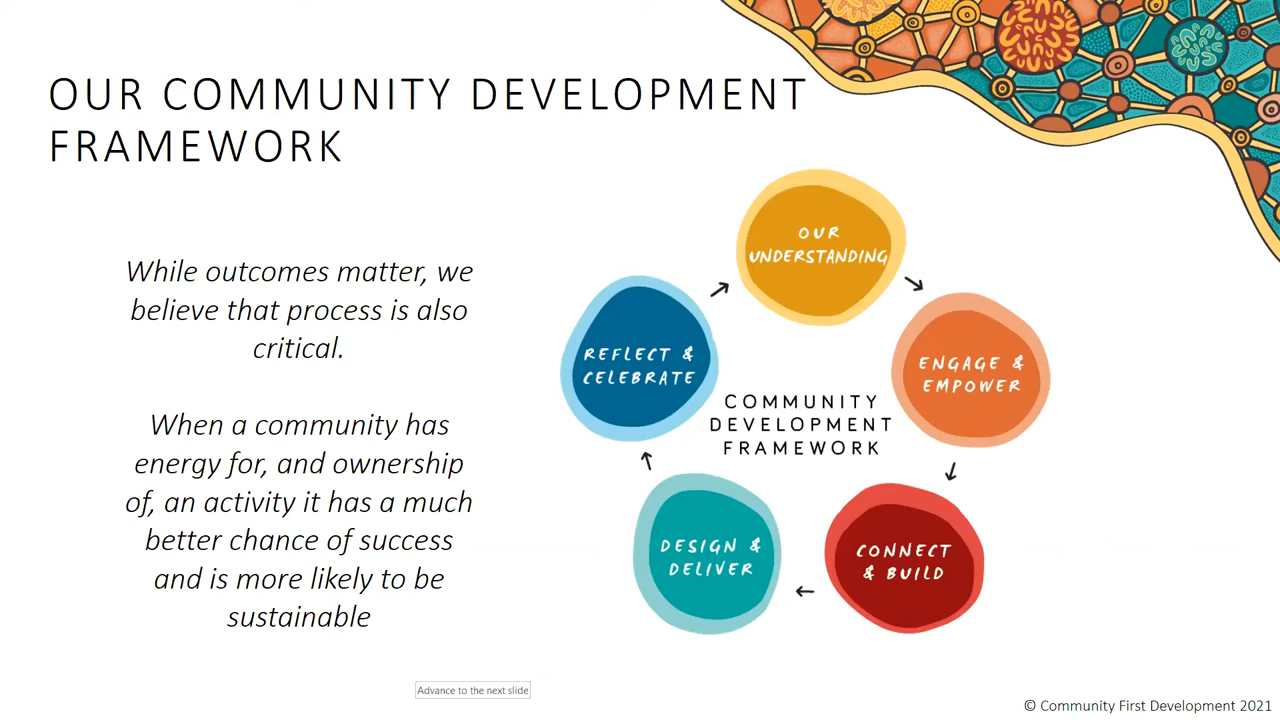 OUR COMMUNITY DEVELOPMENT
FRAMEWORK
While outcomes matter, we
believe that process is also
critical.
When a community has
energy for, and ownership
of, an activity it has a much
better chance of success
and is more likely to be
sustainable
OUR
UNDERSTANDING
ENGAGE &
EMPOWER
CONNECT
& BUILD
DESIGN &
DELIVER
REFLECT &
CELEBRATE
COMMUNITY
DEVELOPMENT
FRAMEWORK
Advance to the next slide
© Community First Development 2021